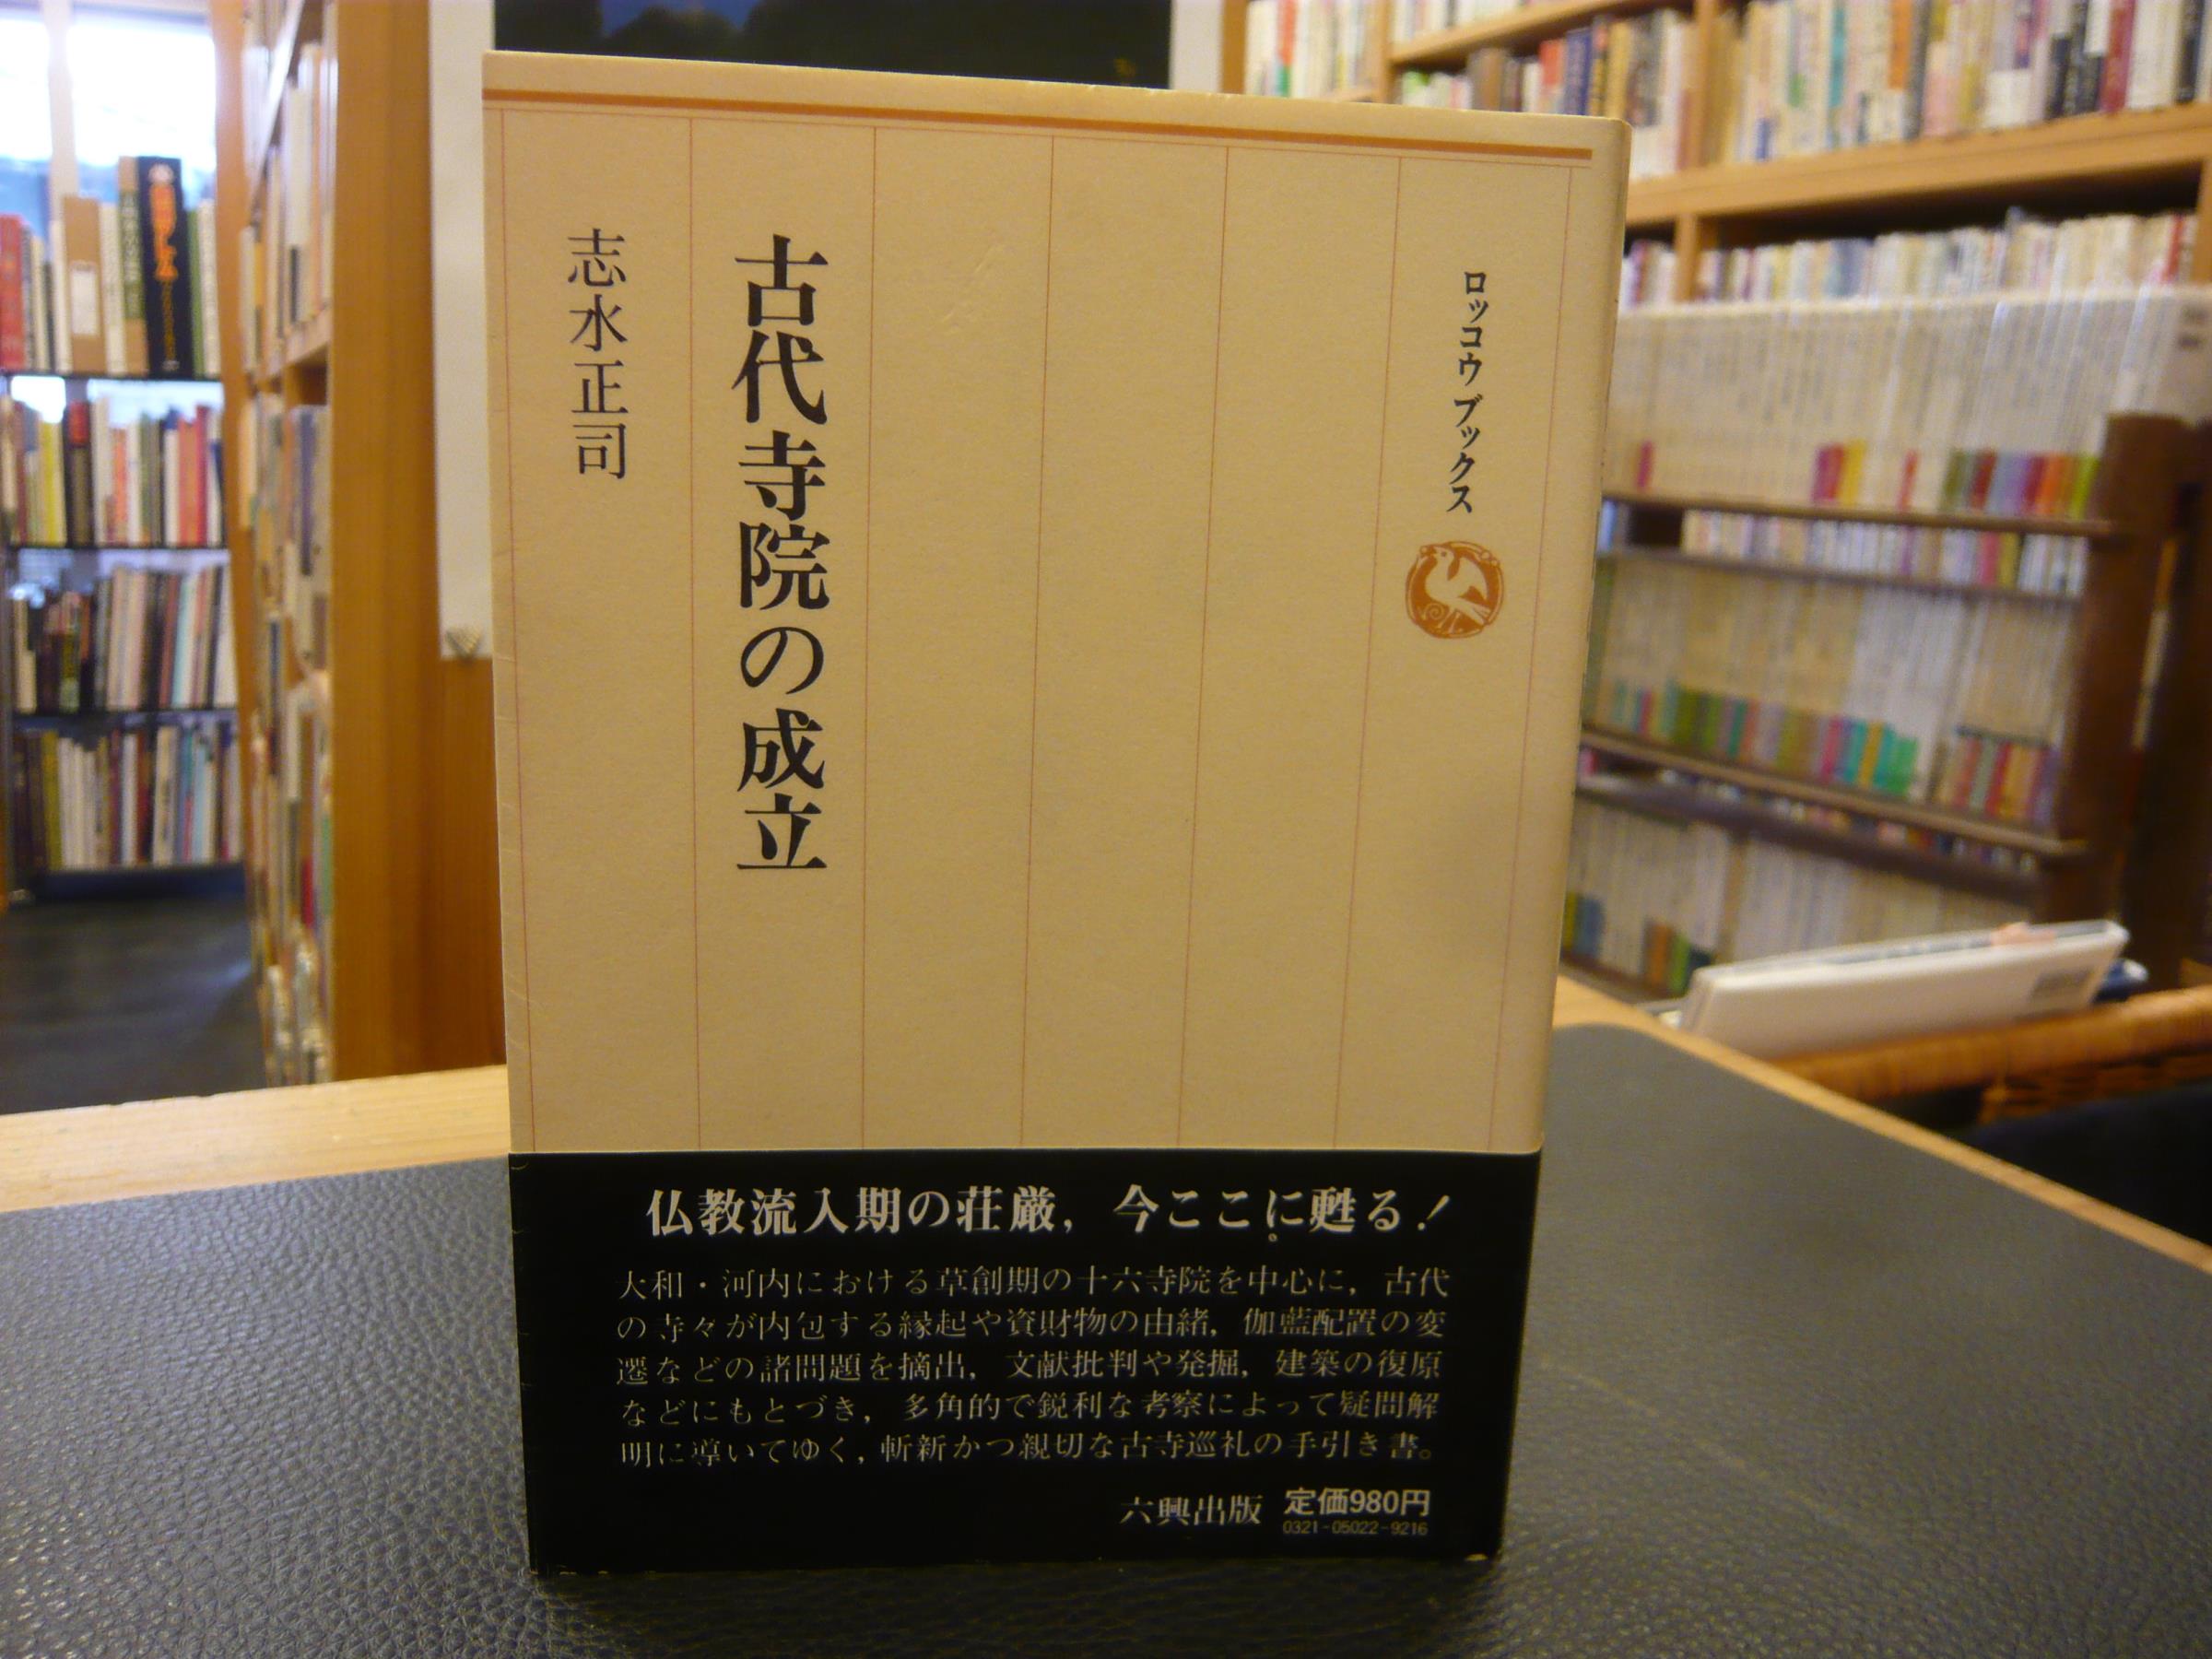 ロッコウブックス
古代寺院の成立
志水正司
仏教流入期の荘厳，今ここに甦る！
大和・河内における草創期の十六寺院を中心に，古代
の寺々が内包する縁起や資財物の由緒，伽藍配置の変
遷などの諸問題を摘出，文献批判や発掘，建築の復原
などにもとづき，多角的で鋭利な考察によって疑問解
明に導いてゆく，斬新かつ親切な古寺巡礼の手引き書。
六興出版 定価980円
0321-05022-9216